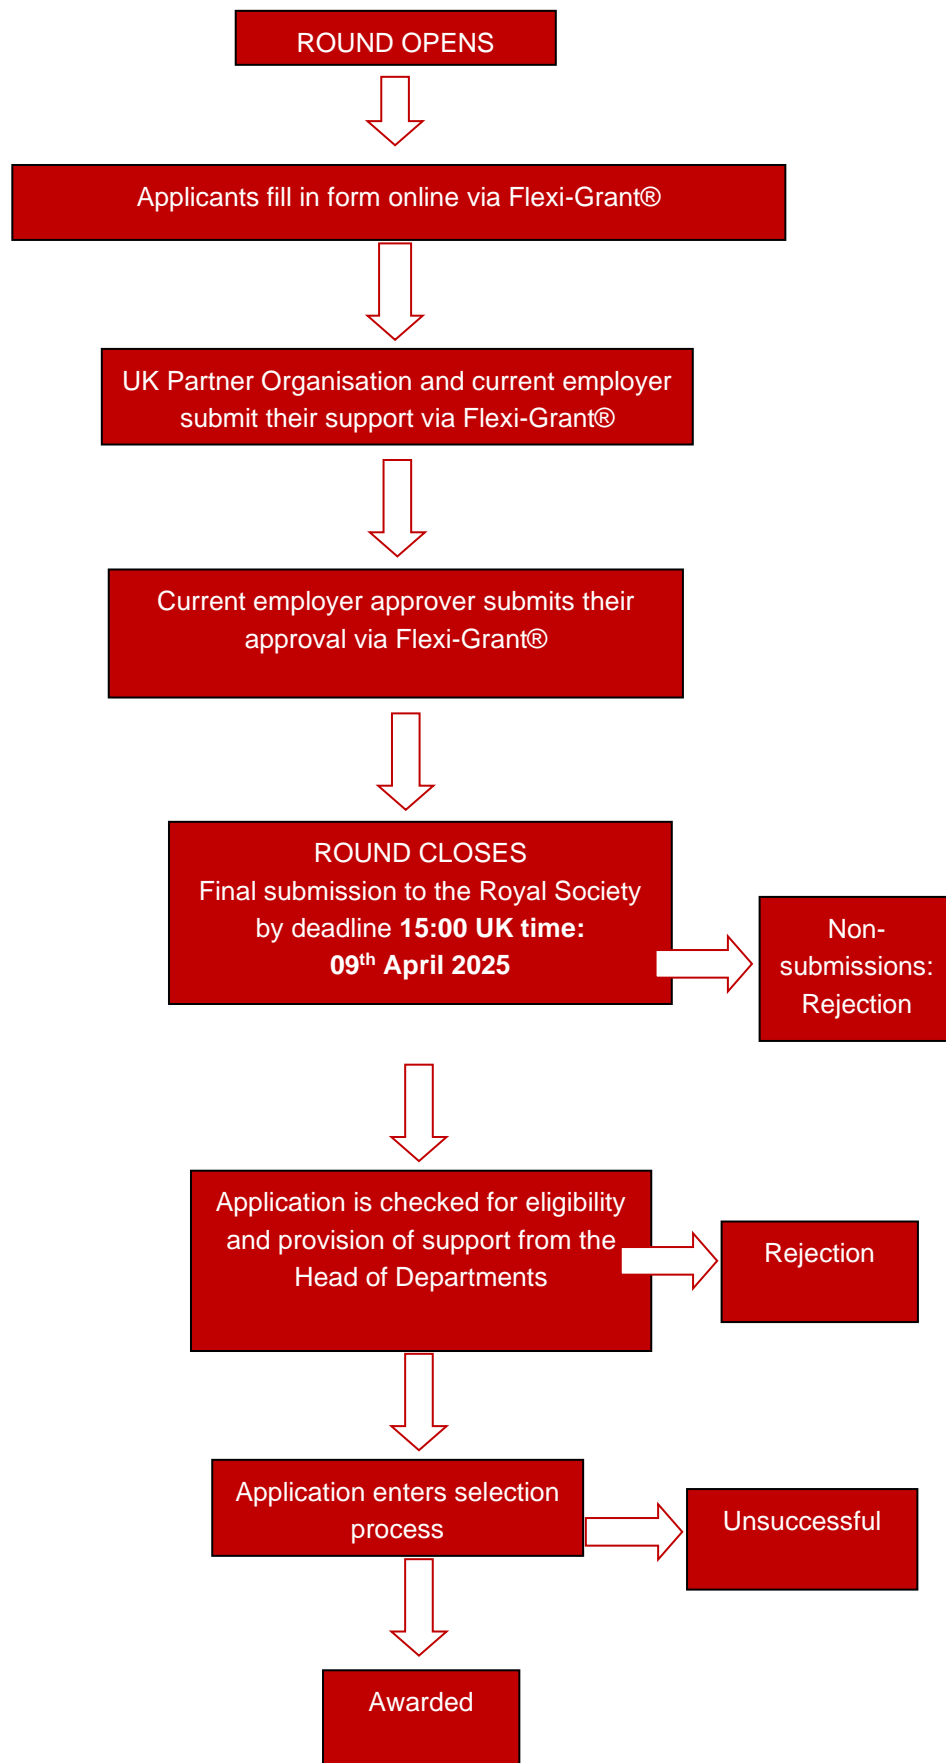 ROUND OPENS
Applicants fill in form online via Flexi-Grant®
UK Partner Organisation and current employer
submit their support via Flexi-Grant®
Current employer approver submits their
approval via Flexi-Grant®
ROUND CLOSES
Final submission to the Royal Society
by deadline 15:00 UK time:
09th April 2025
Non-
submissions:
Rejection
Application is checked for eligibility
and provision of support from the
Head of Departments
Rejection
Application enters selection
process
Unsuccessful
Awarded